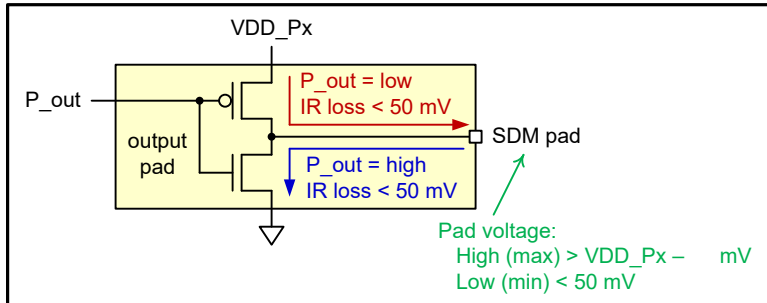 VDD_Px
P_out
P_out = low
IR loss < 50 mV
output
pad
P_out = high
IR loss < 50 mV
SDM pad
Pad voltage:
High (max) > VDD_Px – mV
Low (min) < 50 mV